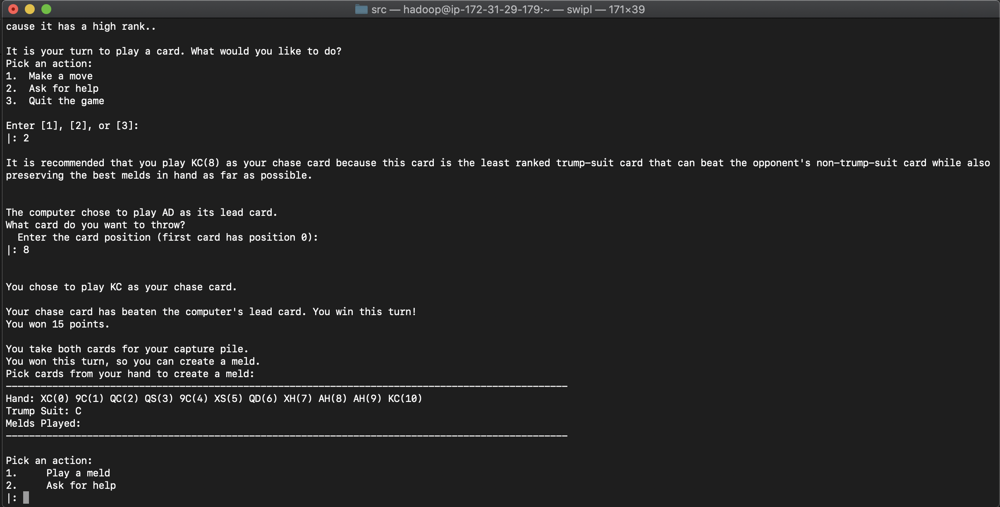 src — hadoop@ip-172-31-29-179:~ — swipl — 171×39
cause it has a high rank..
It is your turn to play a card. What would you like to do?
Pick an action:
1.  Make a move
2.  Ask for help
3.  Quit the game
Enter [1], [2], or [3]:
|: 2
It is recommended that you play KC(8) as your chase card because this card is the least ranked trump-suit card that can beat the opponent's non-trump-suit card while also
preserving the best melds in hand as far as possible.
The computer chose to play AD as its lead card.
What card do you want to throw?
  Enter the card position (first card has position 0):
|: 8
You chose to play KC as your chase card.
Your chase card has beaten the computer's lead card. You win this turn!
You won 15 points.
You take both cards for your capture pile.
You won this turn, so you can create a meld.
Pick cards from your hand to create a meld:
-------------------------------------------------------------------------------------------------
Hand: XC(0) 9C(1) QC(2) QS(3) 9C(4) XS(5) QD(6) XH(7) AH(8) AH(9) KC(10)
Trump Suit: C
Melds Played:
-------------------------------------------------------------------------------------------------
Pick an action:
1.     Play a meld
2.     Ask for help
|: